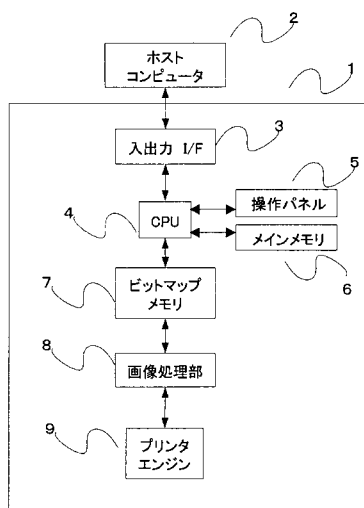 2
ホスト
コンピュータ
1
入出力 I/F
3
5
操作パネル
4
CPU
メインメモリ
6
7
ビットマップ
メモリ
8
画像処理部
9
プリンタ
エンジン